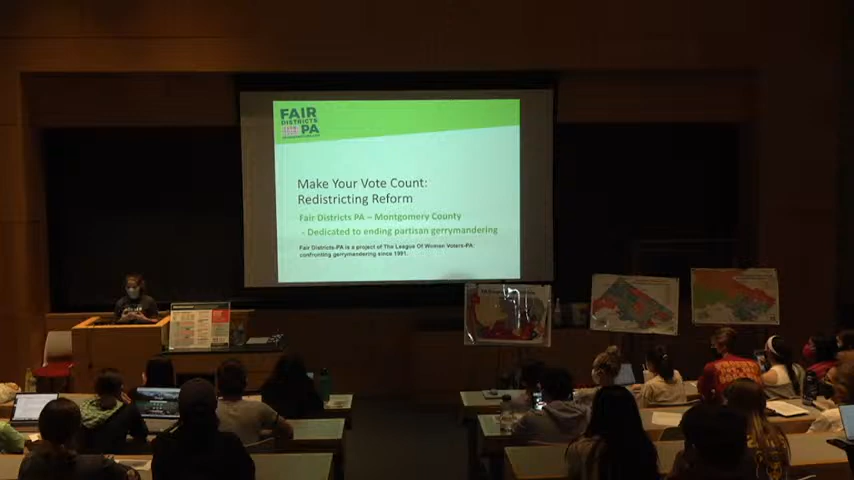 FAIR
DISTRICTS
PA
Make Your Vote Count:
Redistricting Reform
Fair Districts PA – Montgomery County
- Dedicated to ending partisan gerrymandering
Fair Districts-PA is a project of The League Of Women Voters-PA:
confronting gerrymandering since 1991.